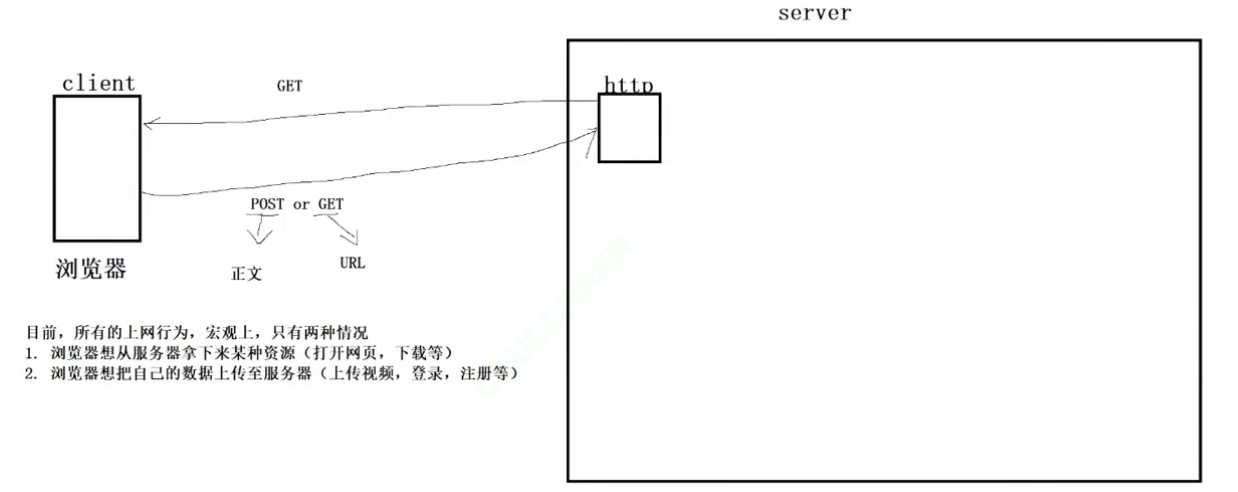 server
client
http
GET
POST or GET
浏览器
正文
URL
目前，所有的上网行为，宏观上，只有两种情况
1. 浏览器想从服务器拿下来某种资源（打开网页，下载等）
2. 浏览器想把自己的数据上传至服务器（上传视频，登录，注册等）